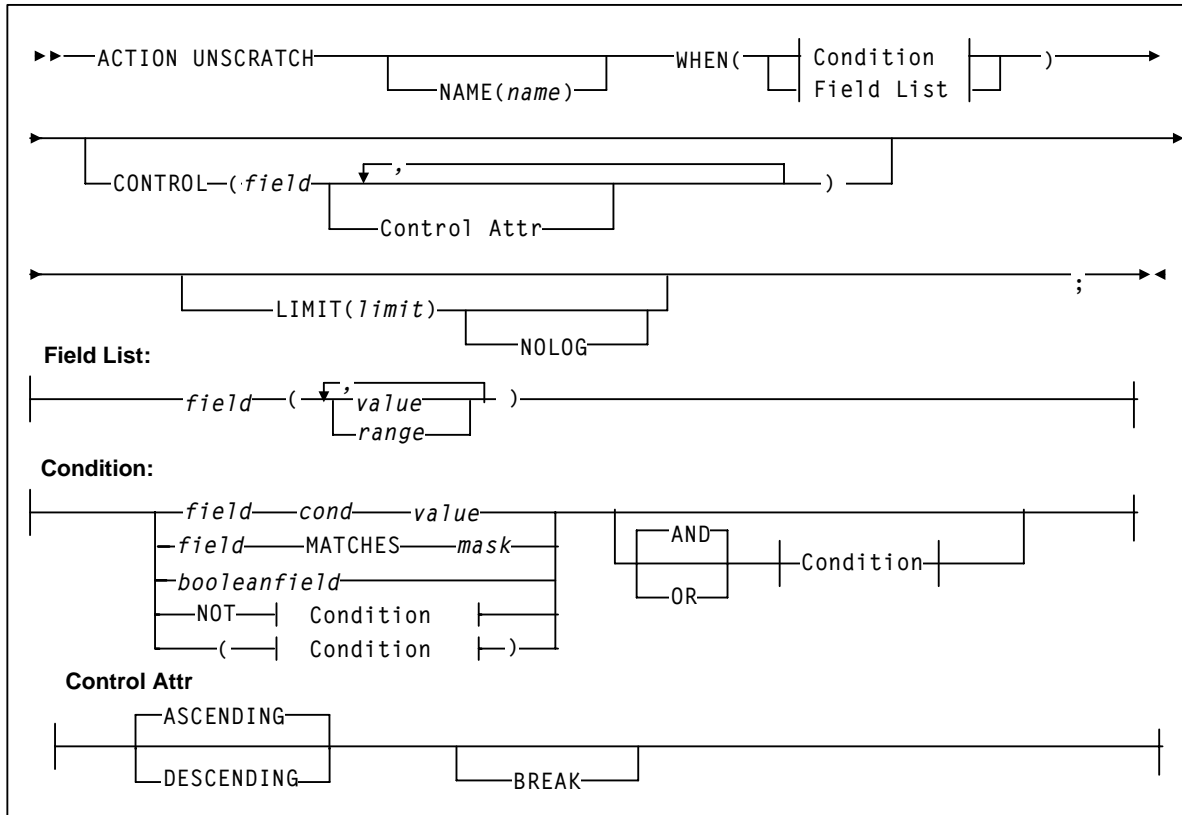 ACTION UNSCRATCH NAME(name) WHEN( Condition )
Field List
,
CONTROL ( field )
Control Attr
LIMIT(limit) ;
NOLOG
Field List:
,
field ( value )
range
Condition:
field cond value
field MATCHES mask
booleanfield
NOT Condition
( Condition )
AND
Condition
OR
Control Attr
ASCENDING
DESCENDING
BREAK